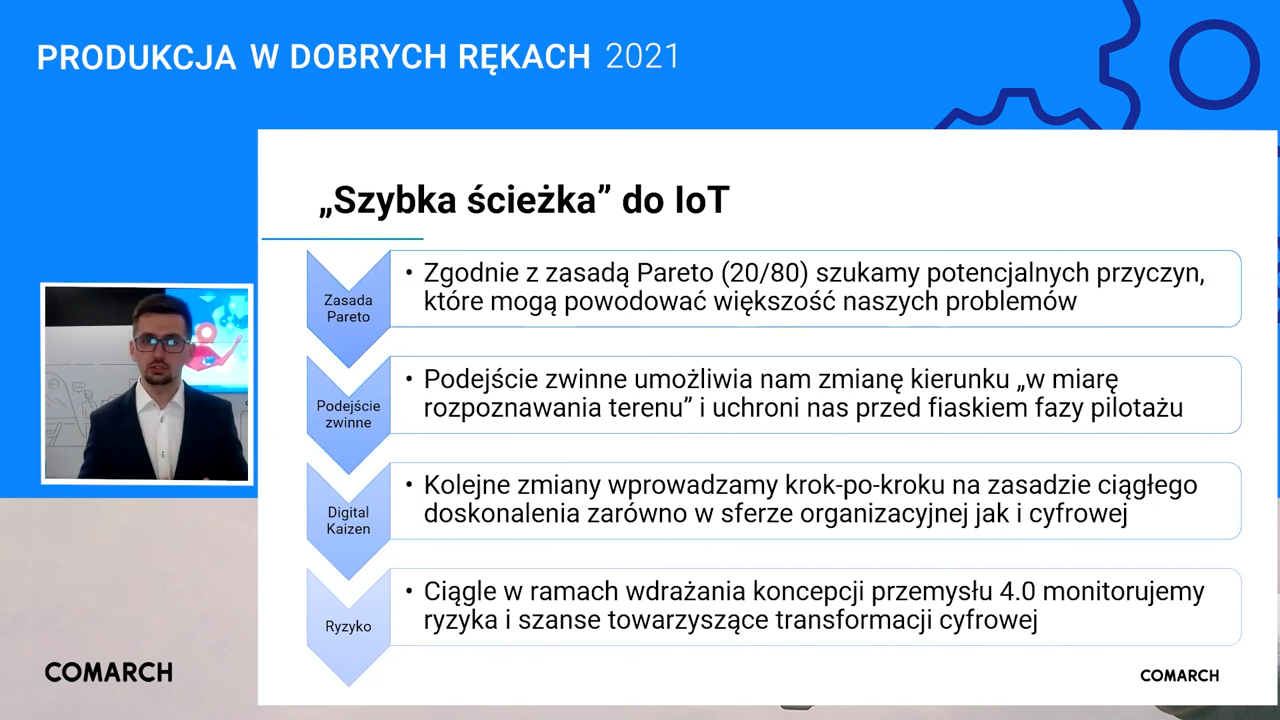 PRODUKCJA W DOBRYCH RĘKACH 2021
„Szybka ścieżka” do IoT
Zasada
Pareto
• Zgodnie z zasadą Pareto (20/80) szukamy potencjalnych przyczyn,
które mogą powodować większość naszych problemów
Podejście
zwinne
• Podejście zwinne umożliwia nam zmianę kierunku „w miarę
rozpoznawania terenu” i uchroni nas przed fiaskiem fazy pilotażu
Digital
Kaizen
• Kolejne zmiany wprowadzamy krok-po-kroku na zasadzie ciągłego
doskonalenia zarówno w sferze organizacyjnej jak i cyfrowej
Ryzyko
• Ciągle w ramach wdrażania koncepcji przemysłu 4.0 monitorujemy
ryzyka i szanse towarzyszące transformacji cyfrowej
COMARCH
COMARCH